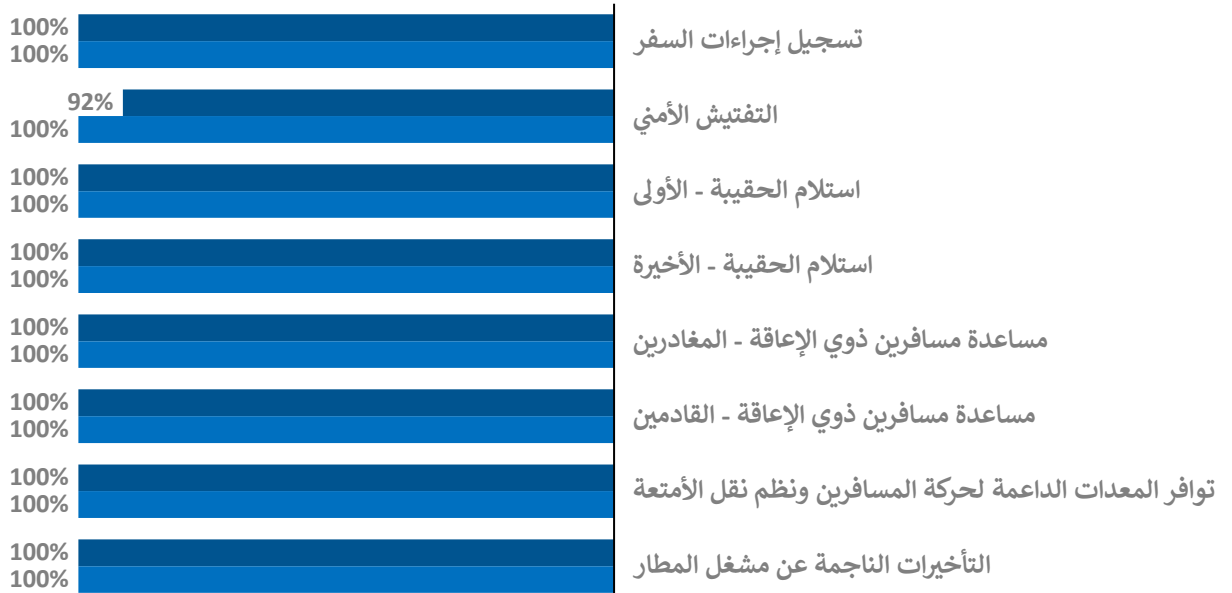 تسجيل إجراءات السفر
100%
100%
التفتيش الأمني
92%
100%
استلام الحقيبة - الأولى
100%
100%
استلام الحقيبة - الأخيرة
100%
100%
مساعدة مسافرين ذوي الإعاقة - المغادرين
100%
100%
مساعدة مسافرين ذوي الإعاقة - القادمين
100%
100%
توافر المعدات الداعمة لحركة المسافرين ونظم نقل الأمتعة
100%
100%
التأخيرات الناجمة عن مشغل المطار
100%
100%